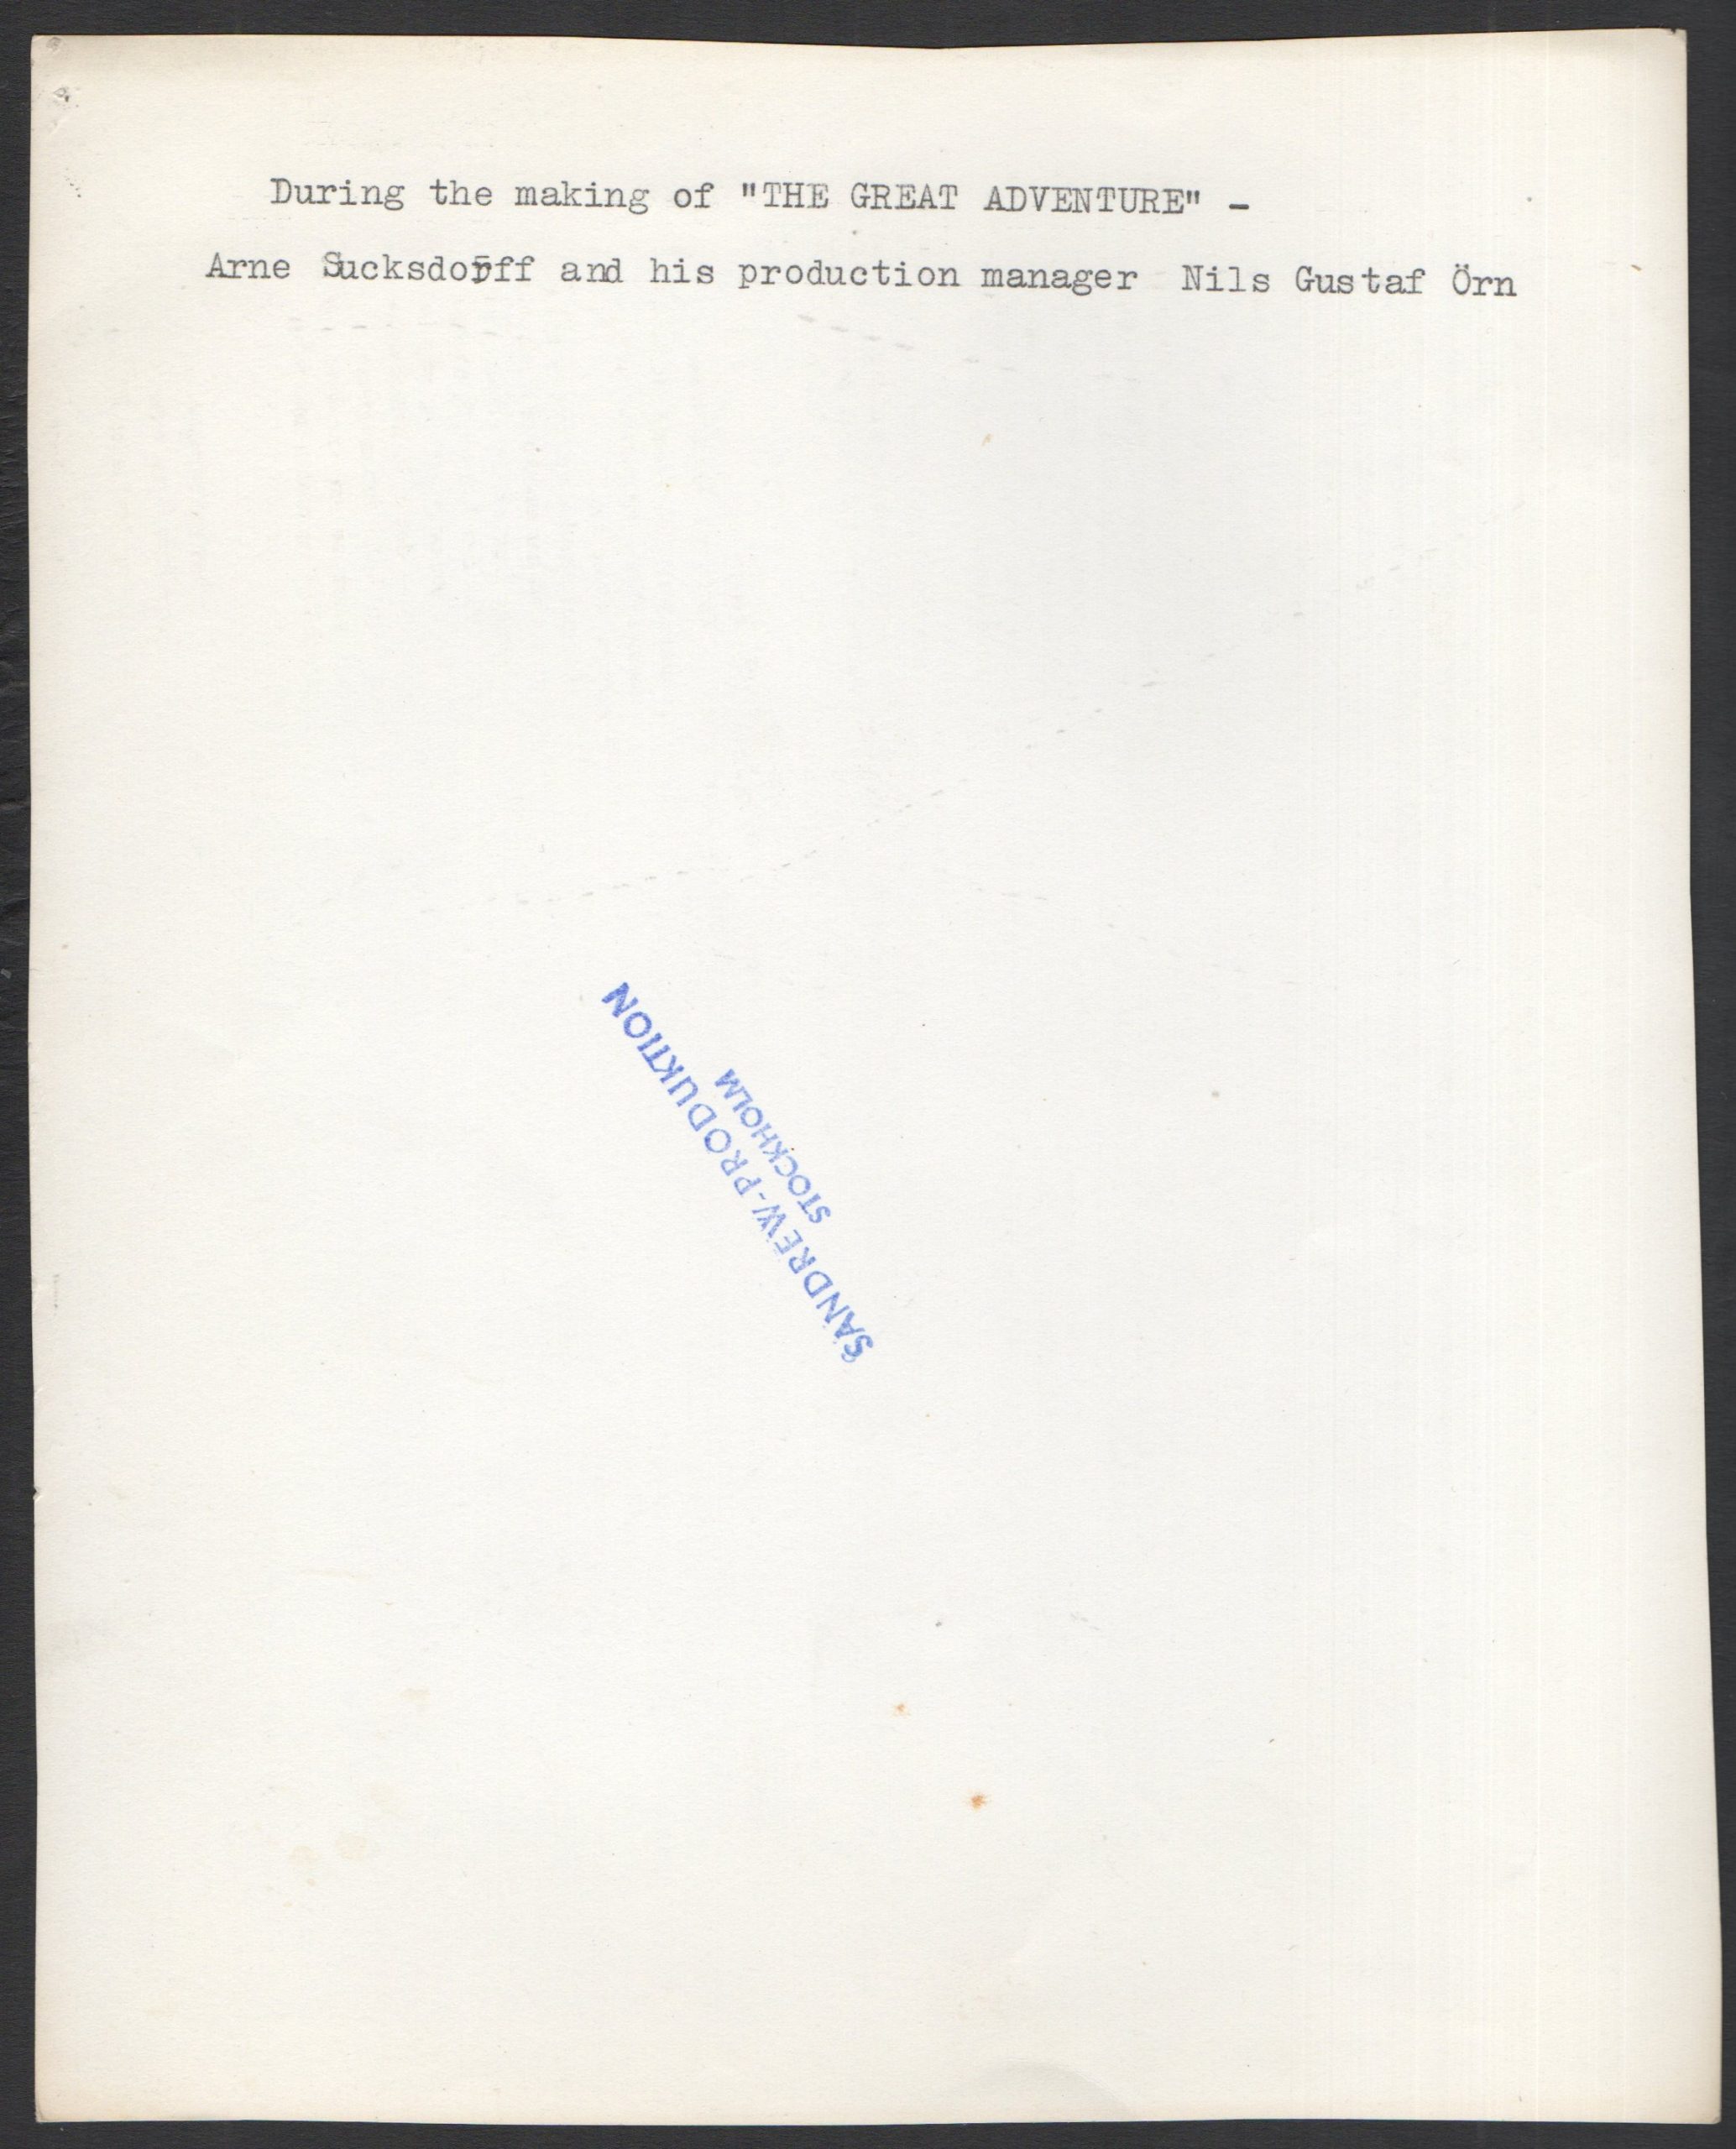 During the making of "THE GREAT ADVENTURE" -
Arne Sucksdorff and his production manager Nils Gustaf Örn
SANDREW-PRODUKTION
STOCKHOLM